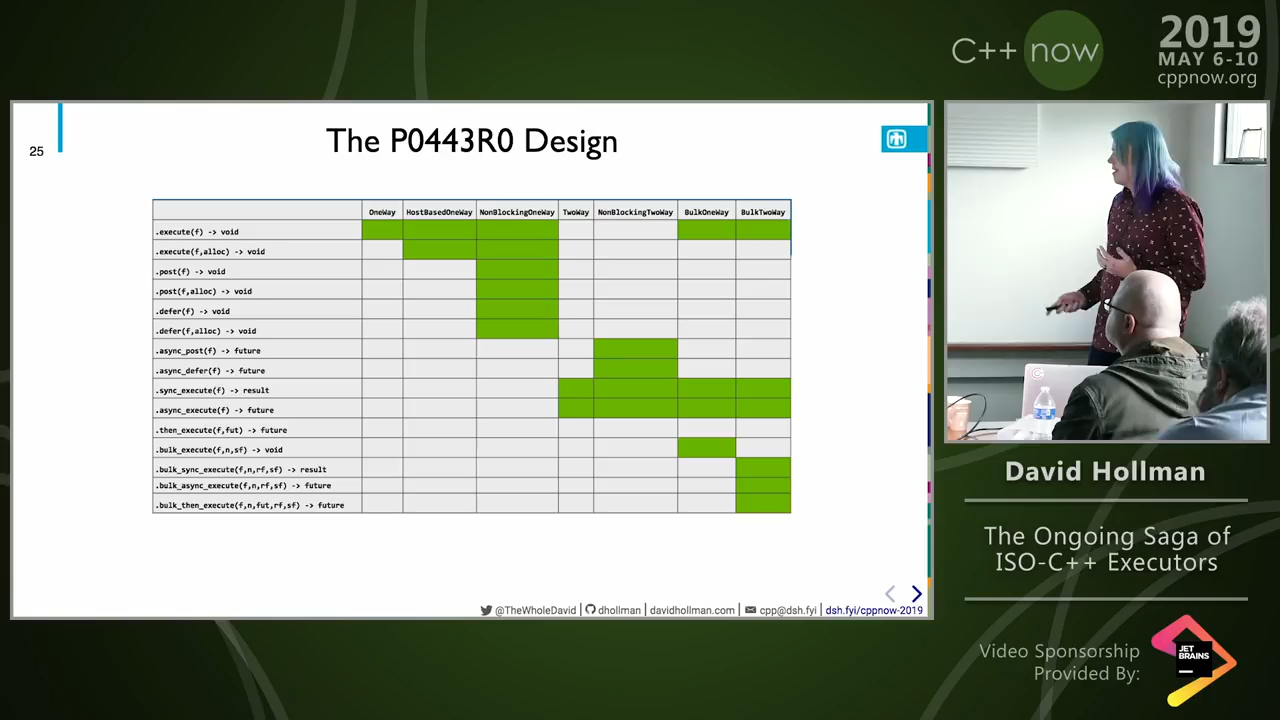 C++ now
2019
MAY 6-10
cppnow.org
25
The P0443R0 Design
OneWay HostBasedOneWay NonBlockingOneWay TwoWay NonBlockingTwoWay BulkOneWay BulkTwoWay
.execute(f) -> void
.execute(f,alloc) -> void
.post(f) -> void
.post(f,alloc) -> void
.defer(f) -> void
.defer(f,alloc) -> void
.async_post(f) -> future
.async_defer(f) -> future
.sync_execute(f) -> result
.async_execute(f) -> future
.then_execute(f,fut) -> future
.bulk_execute(f,n,sf) -> void
.bulk_sync_execute(f,n,rf,sf) -> result
.bulk_async_execute(f,n,rf,sf) -> future
.bulk_then_execute(f,n,fut,rf,sf) -> future
@TheWholeDavid | dhollman | davidhollman.com | cpp@dsh.fyi | dsh.fyi/cppnow-2019
David Hollman
The Ongoing Saga of
ISO-C++ Executors
Video Sponsorship
Provided By:
JET
BRAINS